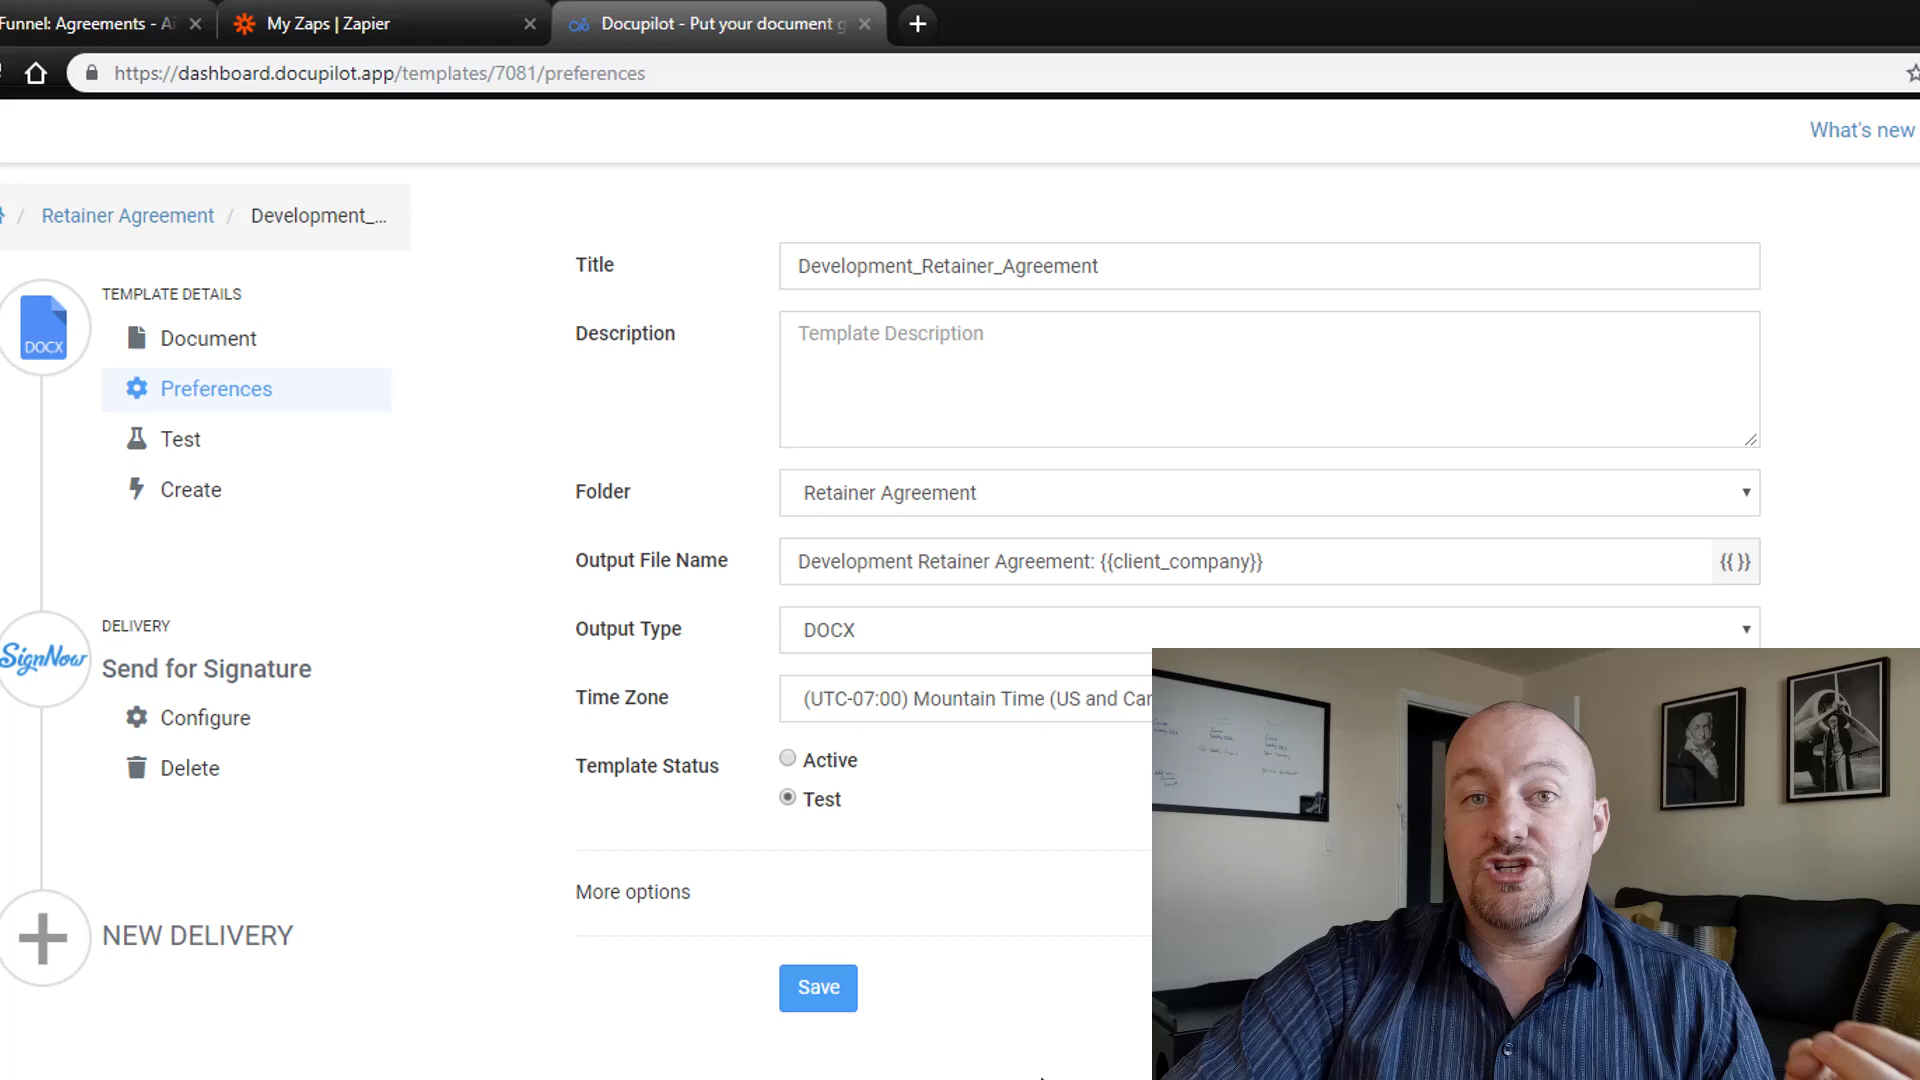 Funnel: Agreements - Ai
My Zaps | Zapier
Docupilot - Put your document g
https://dashboard.docupilot.app/templates/7081/preferences
What's new
/ Retainer Agreement / Development_...
TEMPLATE DETAILS
DOCX
Document
Preferences
Test
Create
DELIVERY
SignNow
Send for Signature
Configure
Delete
NEW DELIVERY
Title
Development_Retainer_Agreement
Description
Template Description
Folder
Retainer Agreement
Output File Name
Development Retainer Agreement: {{client_company}}
{{ }}
Output Type
DOCX
Time Zone
(UTC-07:00) Mountain Time (US and Can
Template Status
Active
Test
More options
Save